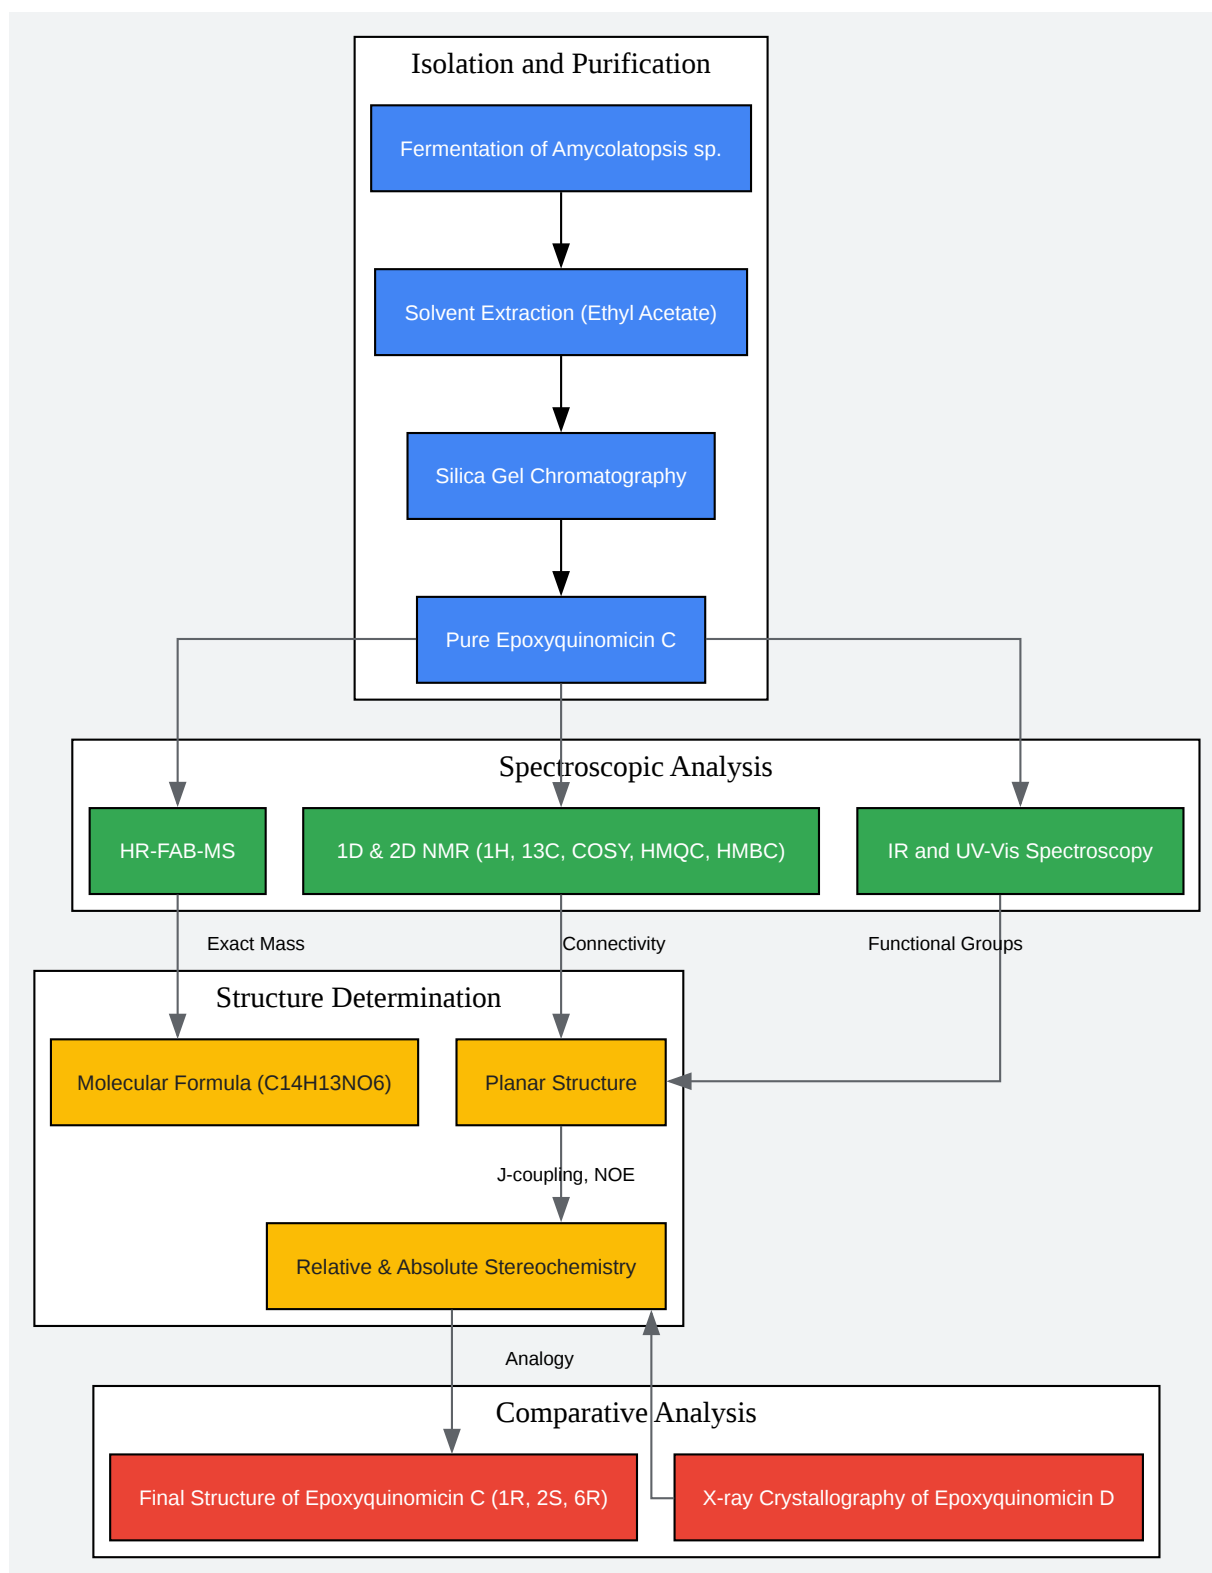 Isolation and Purification
Fermentation of Amycolatopsis sp.
Solvent Extraction (Ethyl Acetate)
Silica Gel Chromatography
Pure Epoxyquinomicin C
Spectroscopic Analysis
HR-FAB-MS
1D & 2D NMR (1H, 13C, COSY, HMQC, HMBC)
IR and UV-Vis Spectroscopy
Exact Mass
Connectivity
Functional Groups
Structure Determination
Molecular Formula (C14H13NO6)
Planar Structure
J-coupling, NOE
Relative & Absolute Stereochemistry
Analogy
Comparative Analysis
Final Structure of Epoxyquinomicin C (1R, 2S, 6R)
X-ray Crystallography of Epoxyquinomicin D